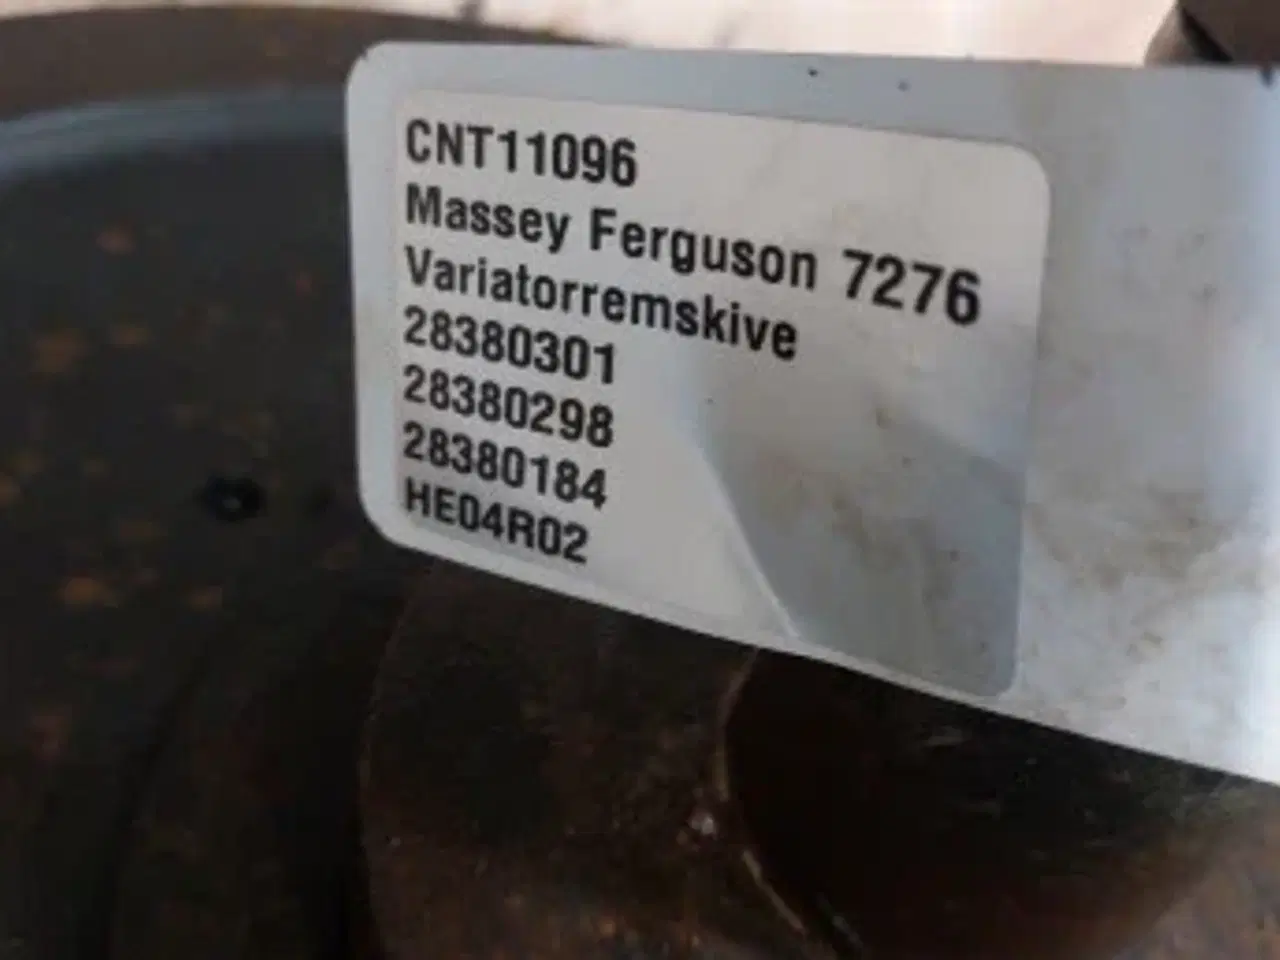 CNT11096
Massey Ferguson 7276
Variatorremskive
28380301
28380298
28380184
HE04R02